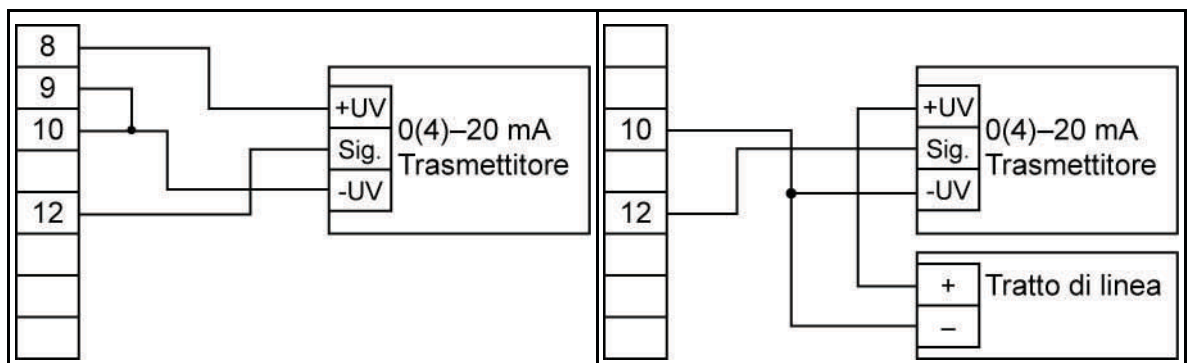 8
9
10
12
+UV
Sig.
-UV
0(4)–20 mA
Trasmettitore
10
12
+UV
Sig.
-UV
0(4)–20 mA
Trasmettitore
+
–
Tratto di linea